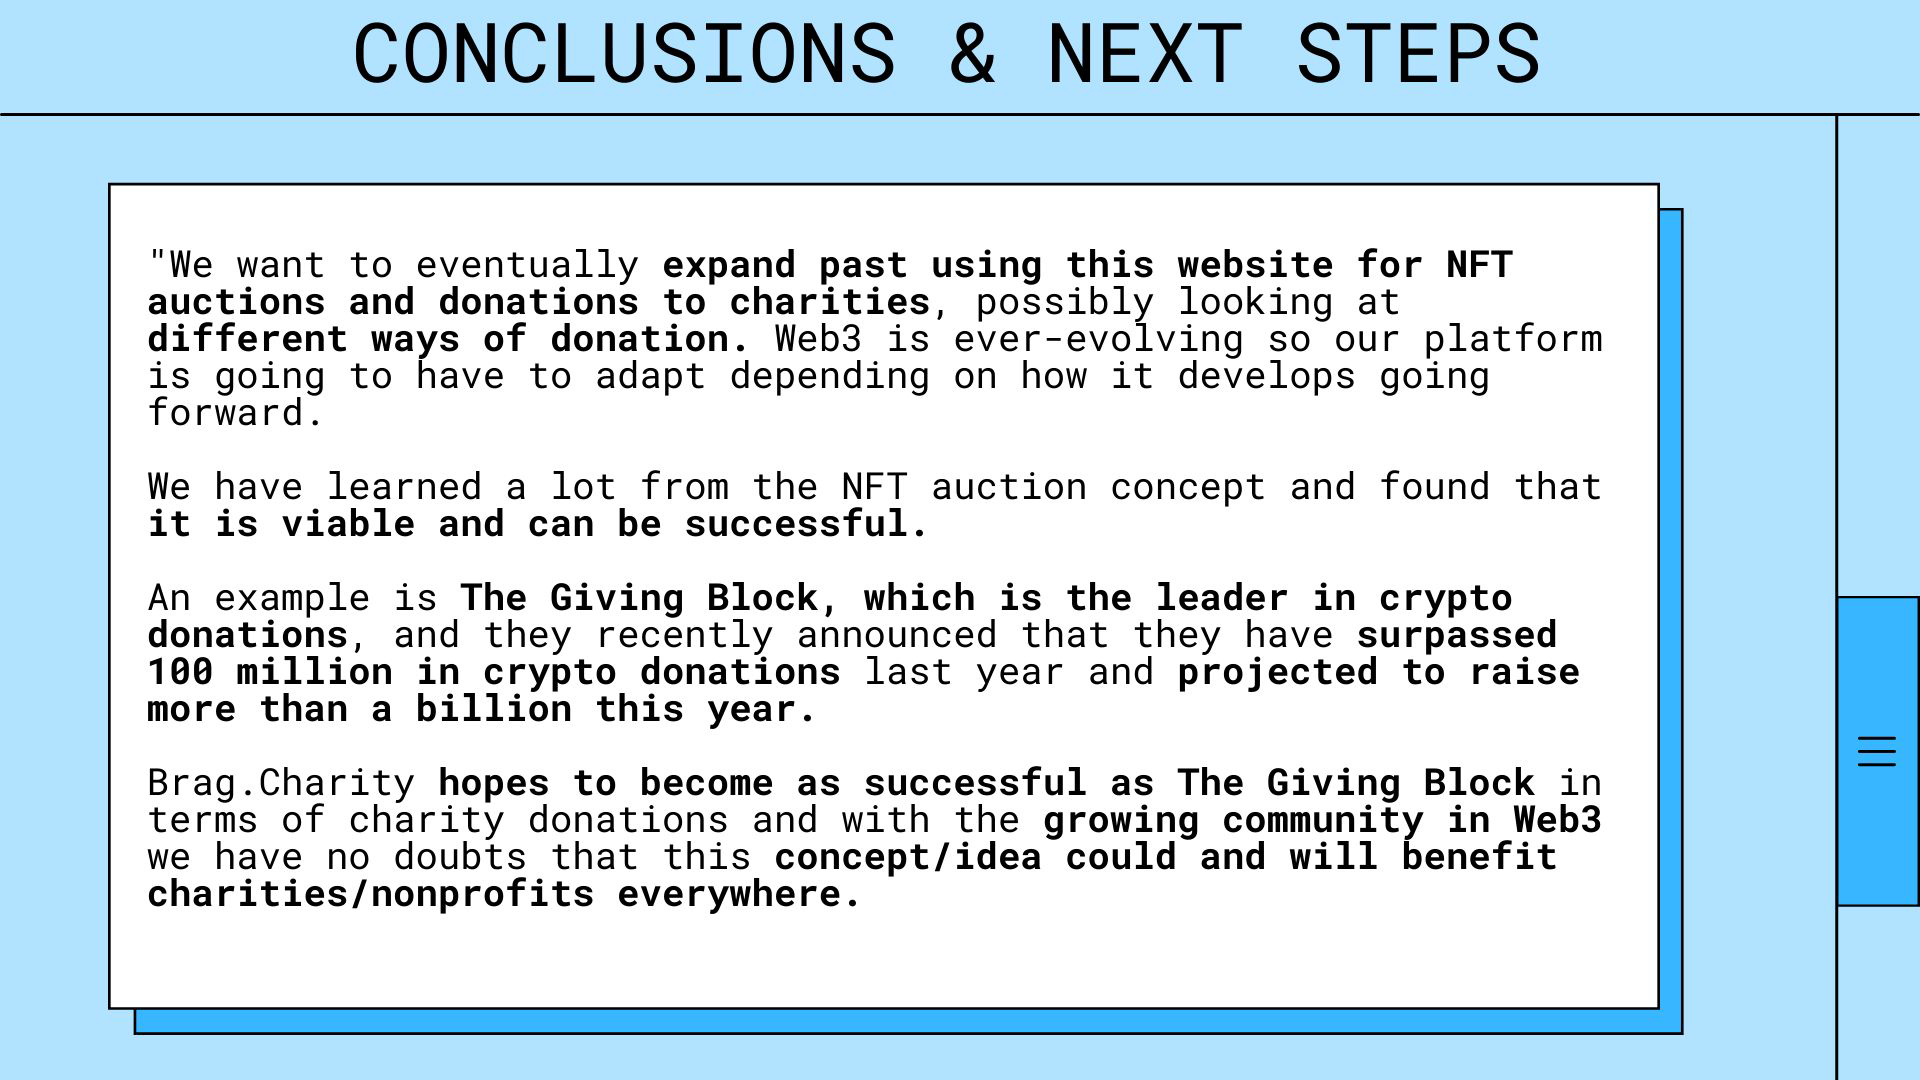 CONCLUSIONS & NEXT STEPS
"We want to eventually expand past using this website for NFT
auctions and donations to charities, possibly looking at
different ways of donation. Web3 is ever-evolving so our platform
is going to have to adapt depending on how it develops going
forward.
We have learned a lot from the NFT auction concept and found that
it is viable and can be successful.
An example is The Giving Block, which is the leader in crypto
donations, and they recently announced that they have surpassed
100 million in crypto donations last year and projected to raise
more than a billion this year.
Brag.Charity hopes to become as successful as The Giving Block in
terms of charity donations and with the growing community in Web3
we have no doubts that this concept/idea could and will benefit
charities/nonprofits everywhere.